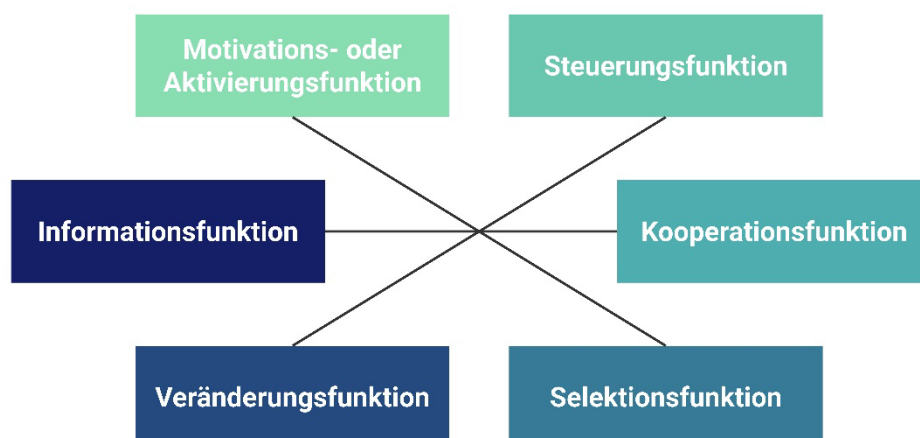 Motivations- oder
Aktivierungsfunktion
Steuerungsfunktion
Informationsfunktion
Kooperationsfunktion
Veränderungsfunktion
Selektionsfunktion